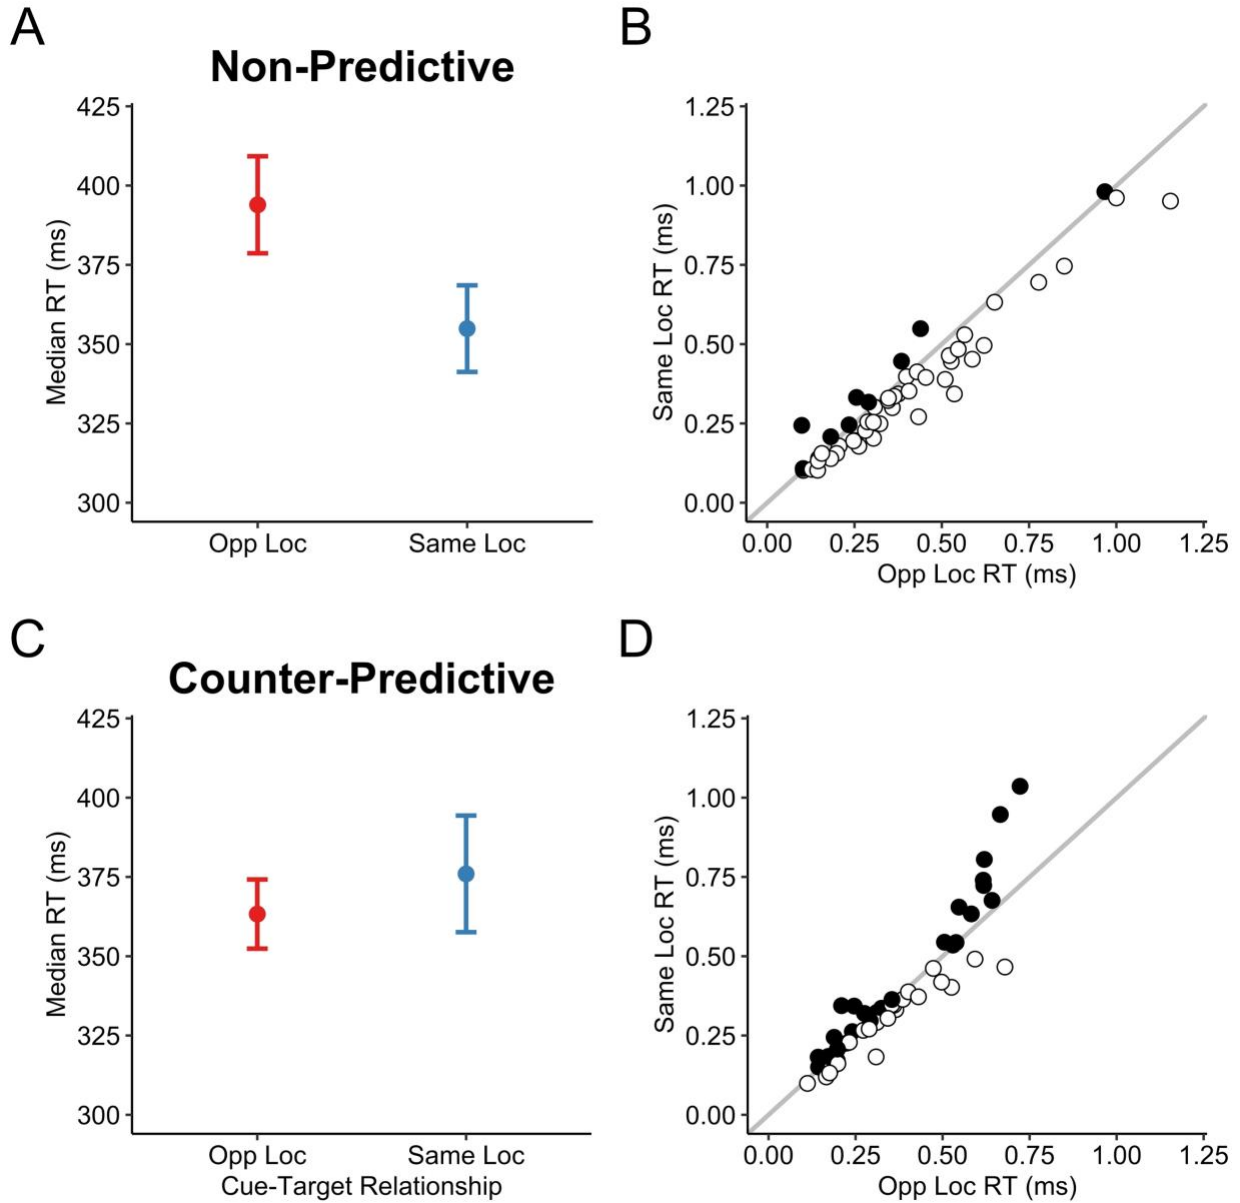 A
Non-Predictive
425
400
375
350
325
300
Median RT (ms)
Opp Loc
Same Loc
B
1.25
1.00
0.75
0.50
0.25
0.00
Same Loc RT (ms)
0.00
0.25
0.50
0.75
1.00
1.25
Opp Loc RT (ms)
C
Counter-Predictive
425
400
375
350
325
300
Median RT (ms)
Opp Loc
Same Loc
Cue-Target Relationship
D
1.25
1.00
0.75
0.50
0.25
0.00
Same Loc RT (ms)
0.00
0.25
0.50
0.75
1.00
1.25
Opp Loc RT (ms)